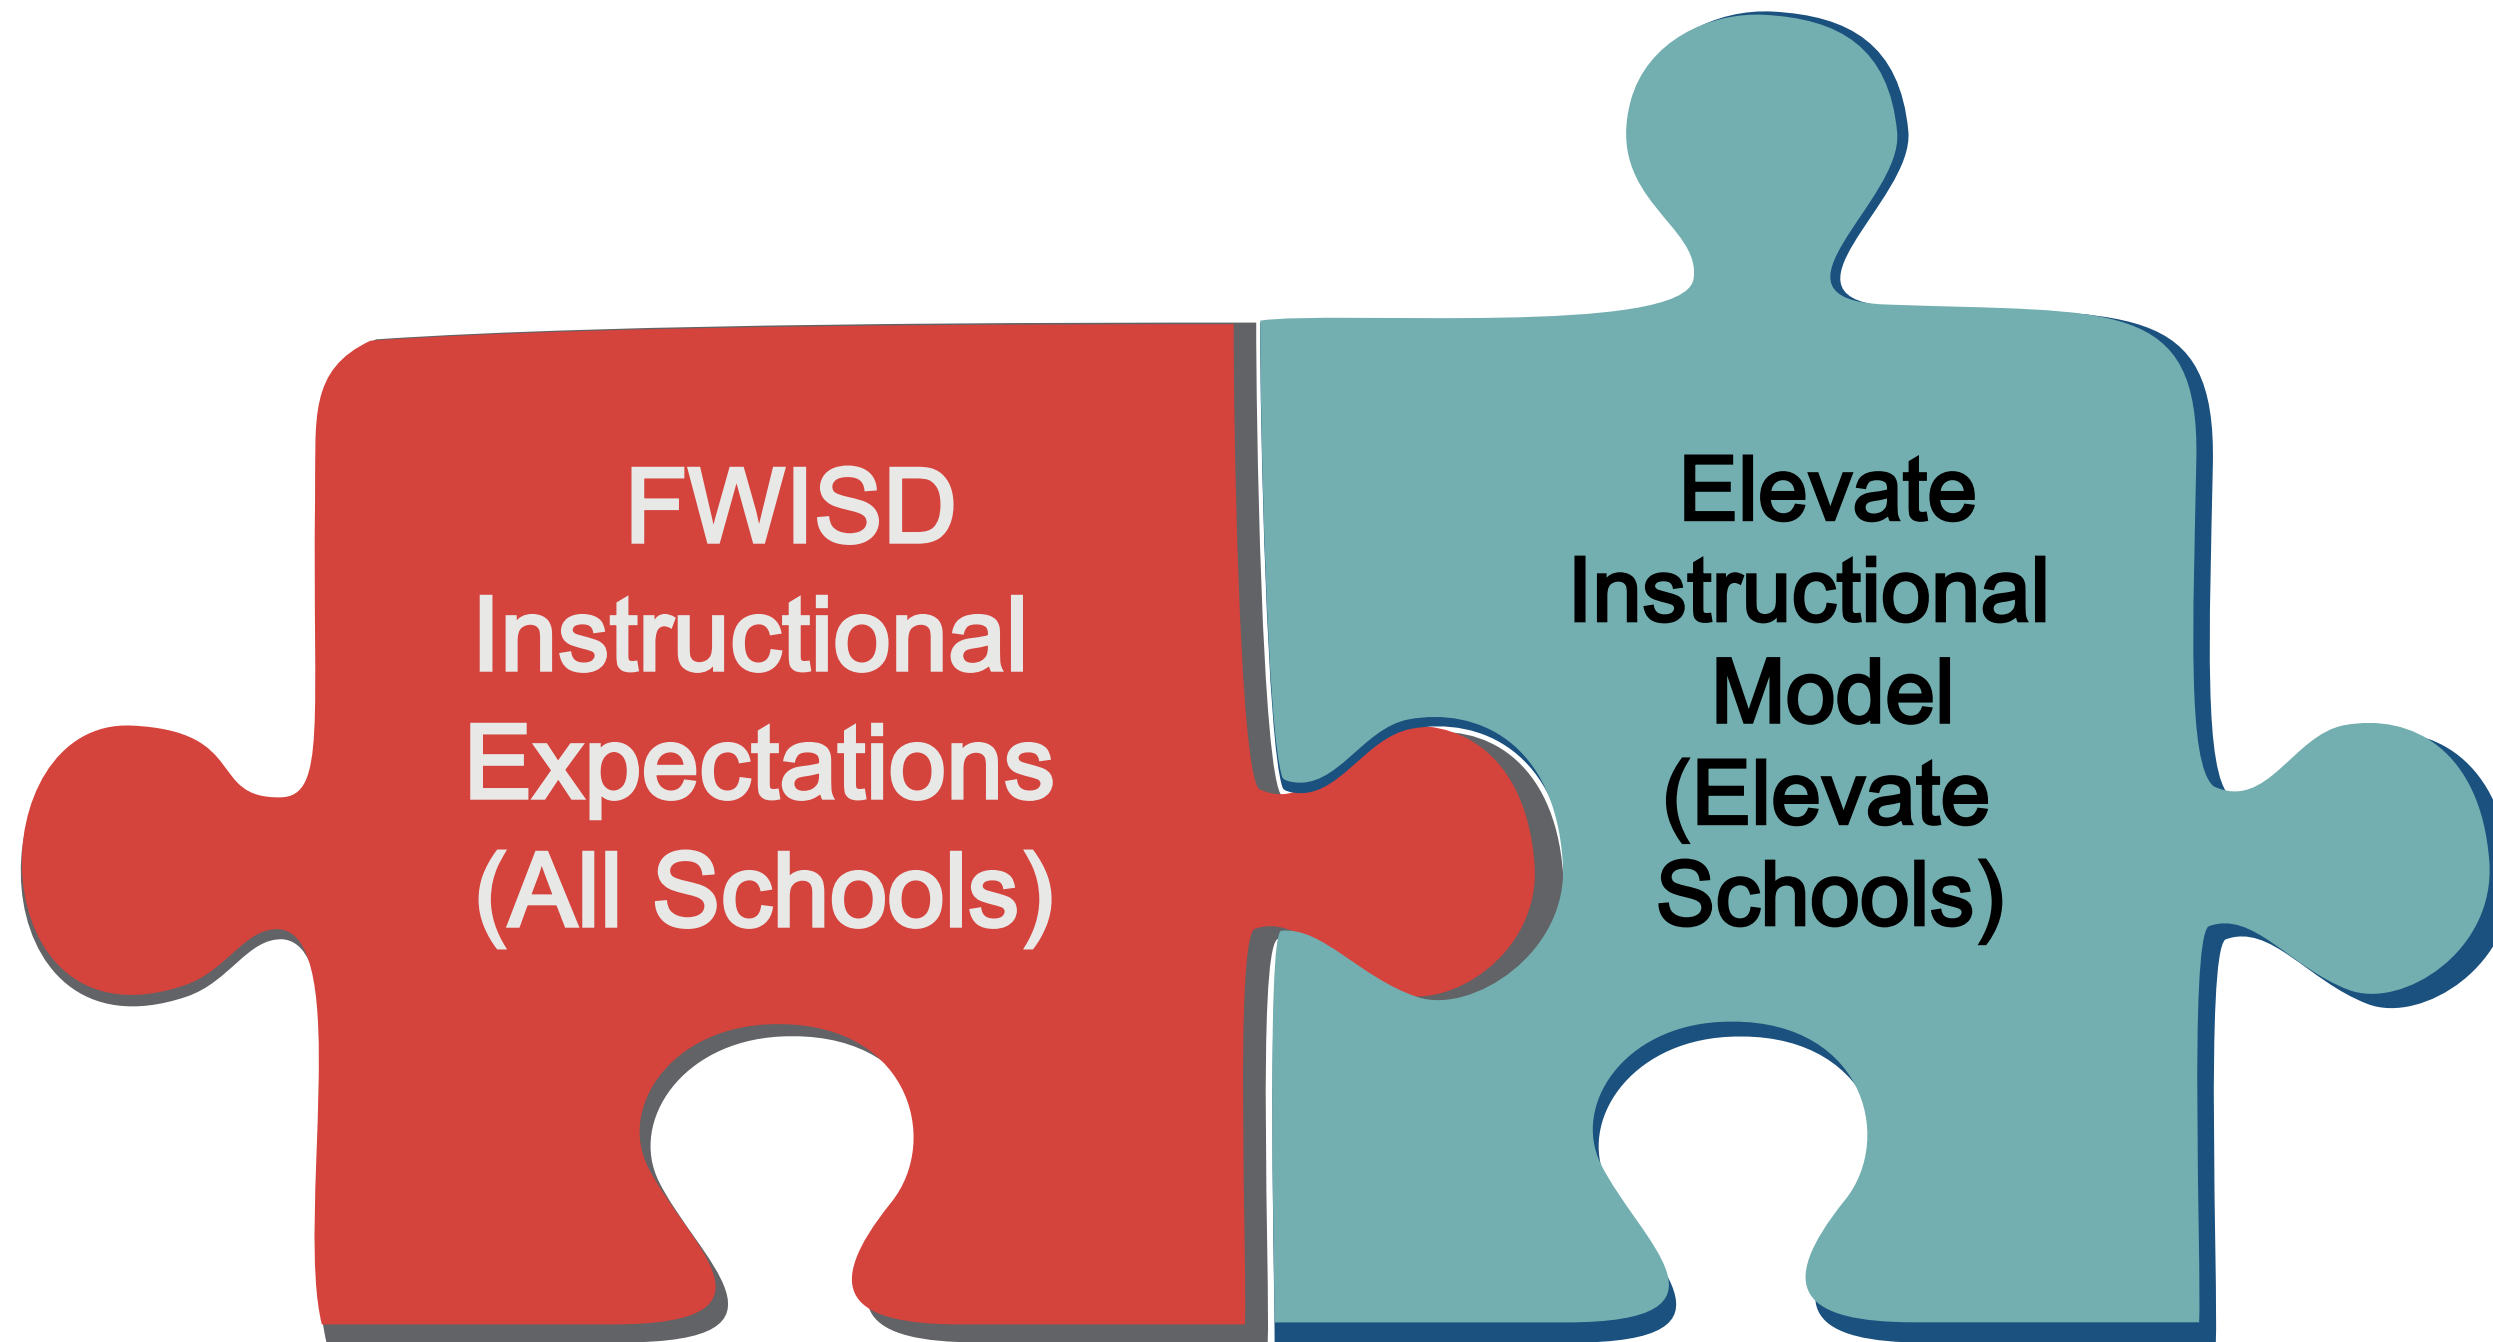 FWISD
Instructional
Expectations
(All Schools)
Elevate
Instructional
Model
(Elevate
Schools)